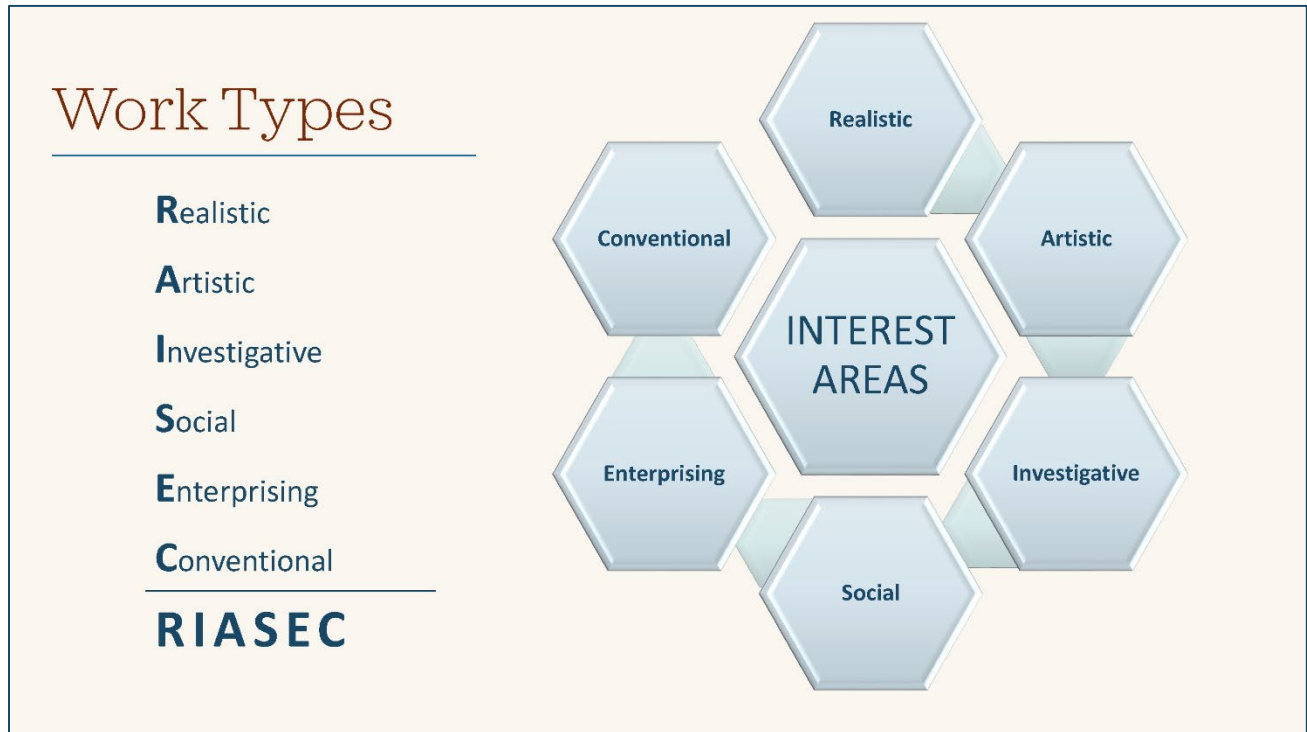 Work Types
Realistic
Artistic
Investigative
Social
Enterprising
Conventional
RIASEC
Realistic
Artistic
Investigative
Social
Enterprising
Conventional
INTEREST
AREAS